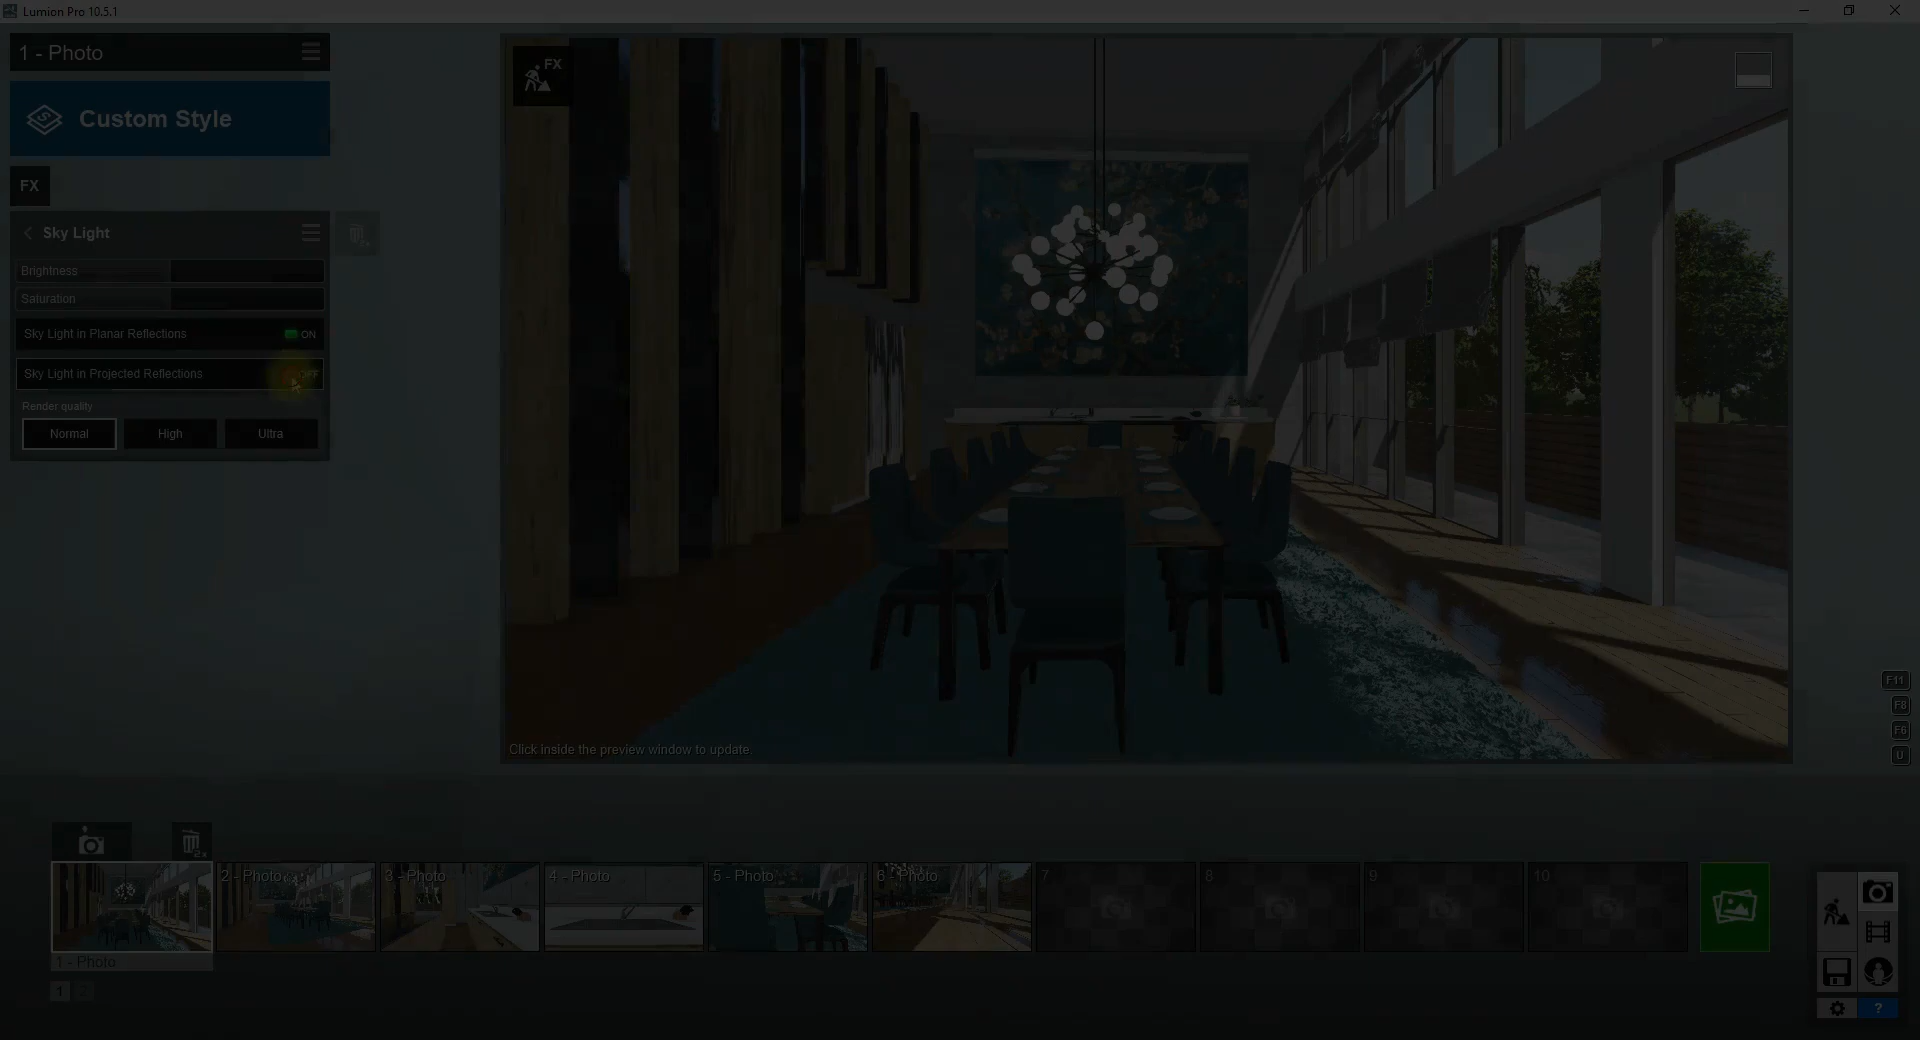 Lumion Pro 10.5.1
1 - Photo
Custom Style
FX
Sky Light
Brightness
Saturation
Sky Light in Planar Reflections ON
Sky Light in Projected Reflections OFF
Render quality
Normal High Ultra
FX
Click inside the preview window to update.
F11
F8
F6
U
2x
2 - Photo 3 - Photo 4 - Photo 5 - Photo 6 - Photo 7 8 9 10
1 - Photo
1
?